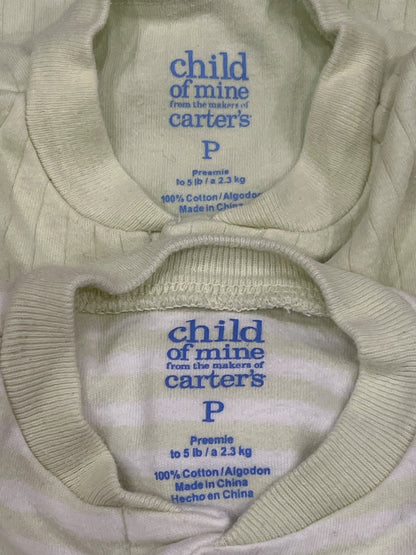 child
of mine
from the makers of
carter's
P
Preemie
to 5 lb / a 2.3 kg
100% Cotton/Algodon
Made in China
child
of mine
from the makers of
carter's
P
Preemie
to 5 lb / a 2.3 kg
100% Cotton/Algodon
Made in China
Hecho en China